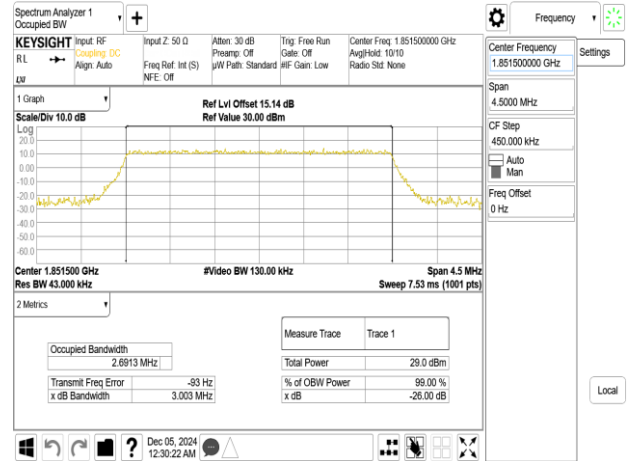 Spectrum Analyzer 1
Occupied BW
KEYSIGHT
RL
Input: RF
Coupling: DC
Align: Auto
Input Z: 50 Ω
Freq Ref: Int (S)
NFE: Off
Atten: 30 dB
Preamp: Off
µW Path: Standard
Trig: Free Run
Gate: Off
#IF Gain: Low
Center Freq: 1.851500000 GHz
Avg|Hold: 10/10
Radio Std: None
1 Graph
Scale/Div 10.0 dB
Ref Lvl Offset 15.14 dB
Ref Value 30.00 dBm
Log
20.0
10.0
0.00
-10.0
-20.0
-30.0
-40.0
-50.0
-60.0
Center 1.851500 GHz
#Video BW 130.00 kHz
Span 4.5 MHz
Res BW 43.000 kHz
Sweep 7.53 ms (1001 pts)
2 Metrics
Measure Trace Trace 1
Occupied Bandwidth
2.6913 MHz
Total Power 29.0 dBm
Transmit Freq Error -93 Hz
% of OBW Power 99.00 %
x dB Bandwidth 3.003 MHz
x dB -26.00 dB
Dec 05, 2024
12:30:22 AM
Frequency
Center Frequency
1.851500000 GHz
Settings
Span
4.5000 MHz
CF Step
450.000 kHz
Auto
Man
Freq Offset
0 Hz
Local